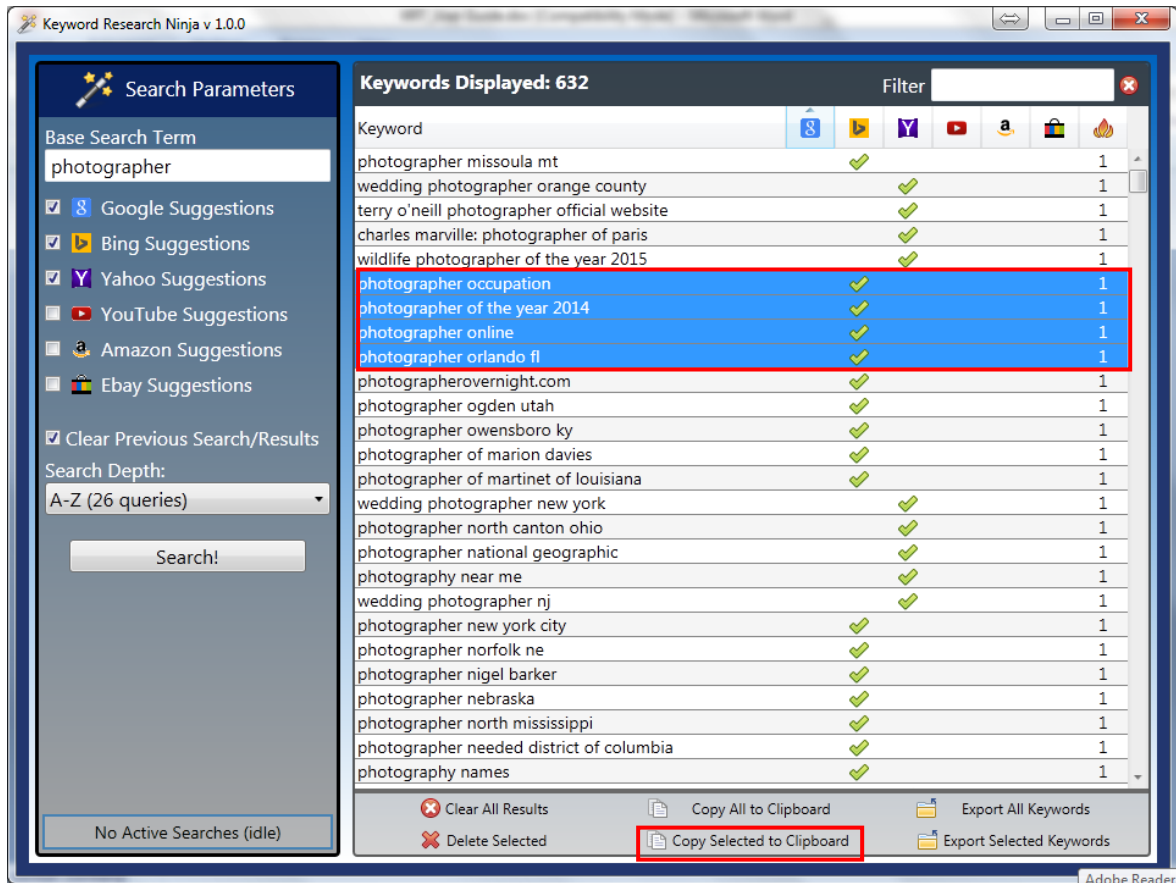 Keyword Research Ninja v 1.0.0
Search Parameters
Base Search Term
photographer
Google Suggestions
Bing Suggestions
Yahoo Suggestions
YouTube Suggestions
Amazon Suggestions
Ebay Suggestions
Clear Previous Search/Results
Search Depth:
A-Z (26 queries)
Search!
No Active Searches (idle)
Keywords Displayed: 632 Filter
Keyword
photographer missoula mt 1
wedding photographer orange county 1
terry o'neill photographer official website 1
charles marville: photographer of paris 1
wildlife photographer of the year 2015 1
photographer occupation 1
photographer of the year 2014 1
photographer online 1
photographer orlando fl 1
photographerovernight.com 1
photographer ogden utah 1
photographer owensboro ky 1
photographer of marion davies 1
photographer of martinet of louisiana 1
wedding photographer new york 1
photographer north canton ohio 1
photographer national geographic 1
photography near me 1
wedding photographer nj 1
photographer new york city 1
photographer norfolk ne 1
photographer nigel barker 1
photographer nebraska 1
photographer north mississippi 1
photographer needed district of columbia 1
photography names 1
Clear All Results Copy All to Clipboard Export All Keywords
Delete Selected Copy Selected to Clipboard Export Selected Keywords
Adobe Reader